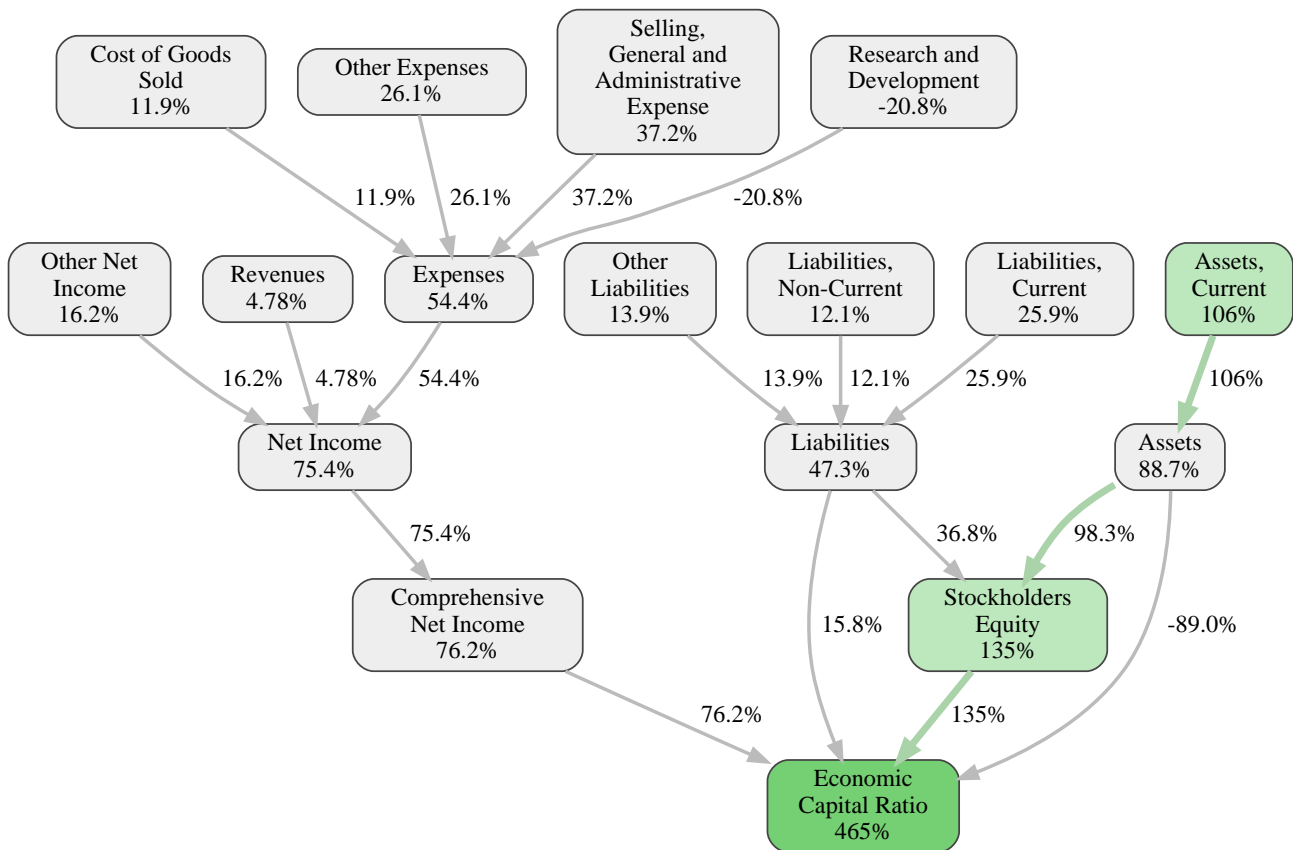 Cost of Goods
Sold
11.9%
Other Expenses
26.1%
Selling,
General and
Administrative
Expense
37.2%
Research and
Development
-20.8%
11.9%
26.1%
37.2%
-20.8%
Other Net
Income
16.2%
Revenues
4.78%
Expenses
54.4%
Other
Liabilities
13.9%
Liabilities,
Non-Current
12.1%
Liabilities,
Current
25.9%
Assets,
Current
106%
16.2%
4.78%
54.4%
13.9%
12.1%
25.9%
106%
Net Income
75.4%
Liabilities
47.3%
Assets
88.7%
75.4%
36.8%
98.3%
Comprehensive
Net Income
76.2%
15.8%
Stockholders
Equity
135%
-89.0%
76.2%
135%
Economic
Capital Ratio
465%